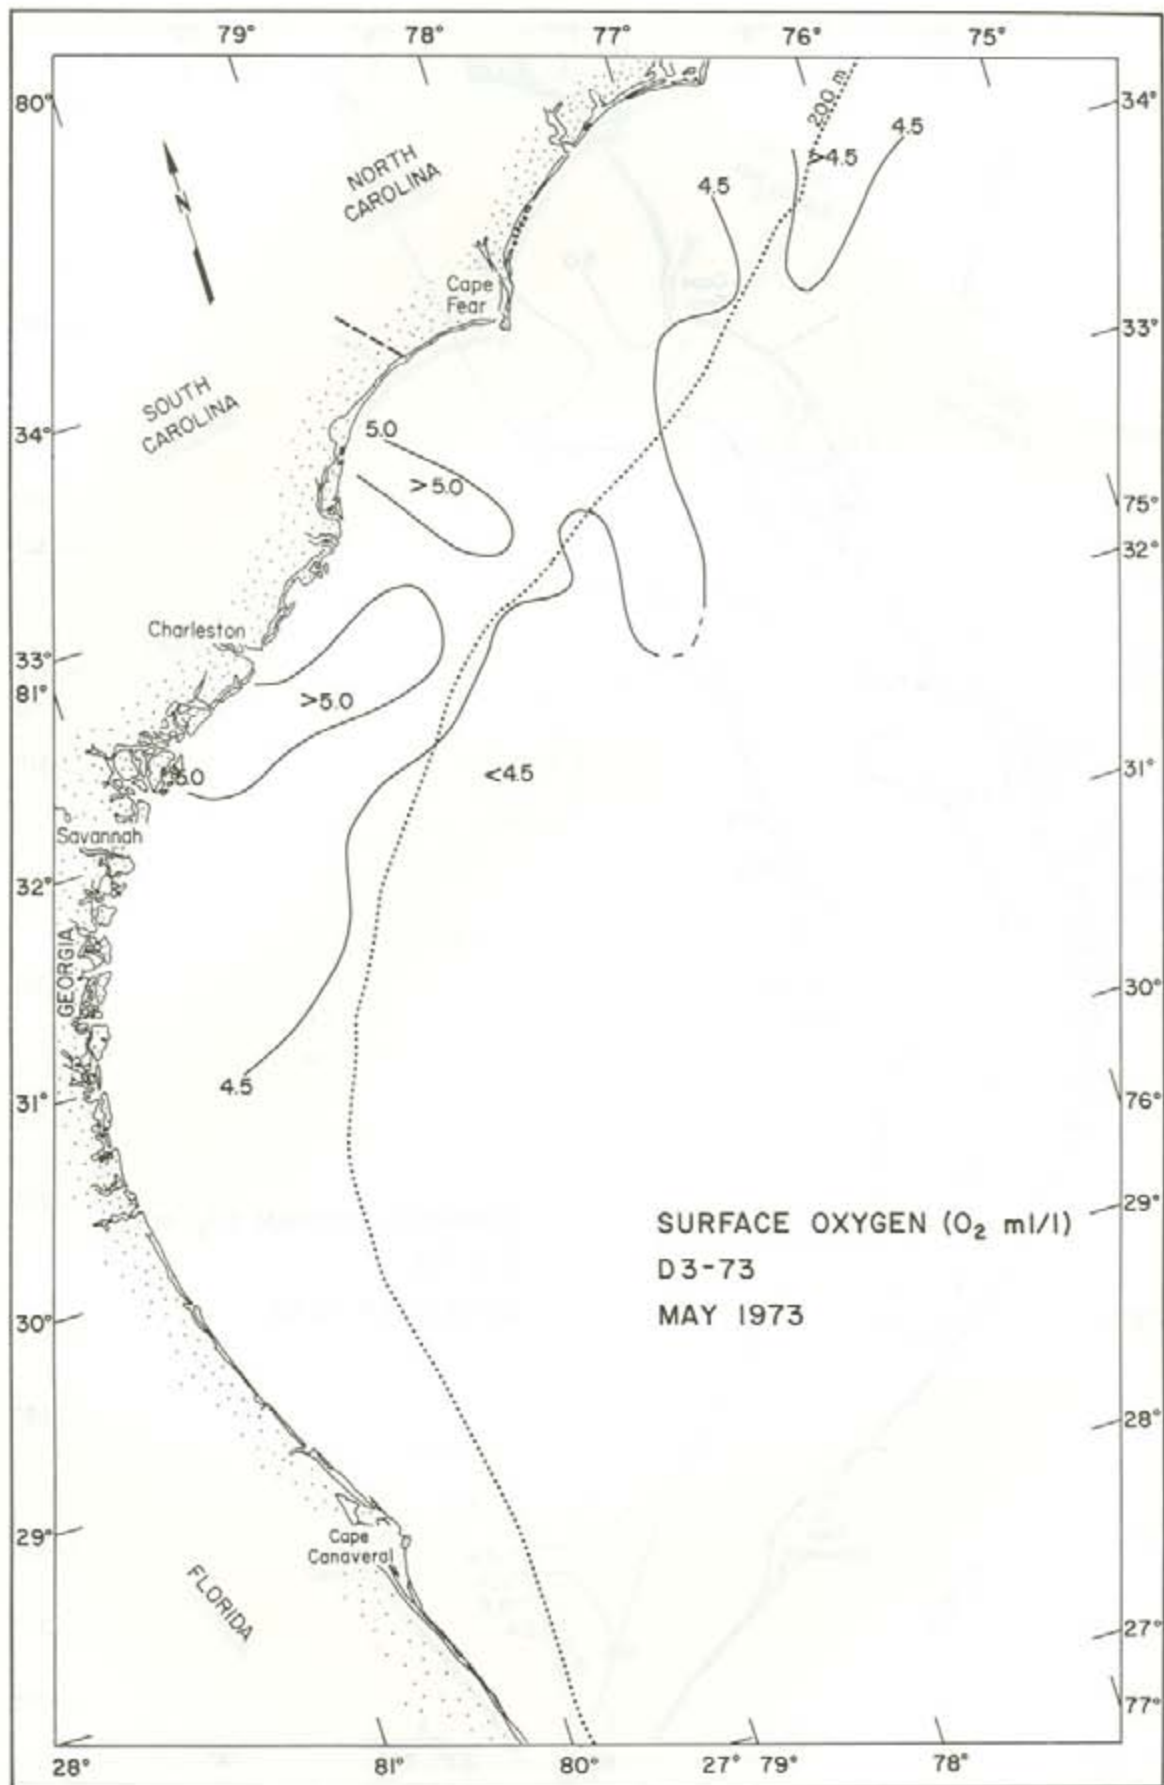 79° 78° 77° 76° 75°
80° 34°
200 m
4.5
>4.5
4.5
NORTH
CAROLINA
N
Cape
Fear
33°
SOUTH
CAROLINA
34°
5.0
>5.0
75°
32°
Charleston
33°
81°
>5.0
5.0
<4.5
31°
Savannah
32°
GEORGIA
30°
4.5
31°
76°
29°
SURFACE OXYGEN (O₂ ml/l)
D3-73
MAY 1973
30°
28°
29°
Cape
Canaveral
FLORIDA
27°
77°
28° 81° 80° 27° 79° 78°